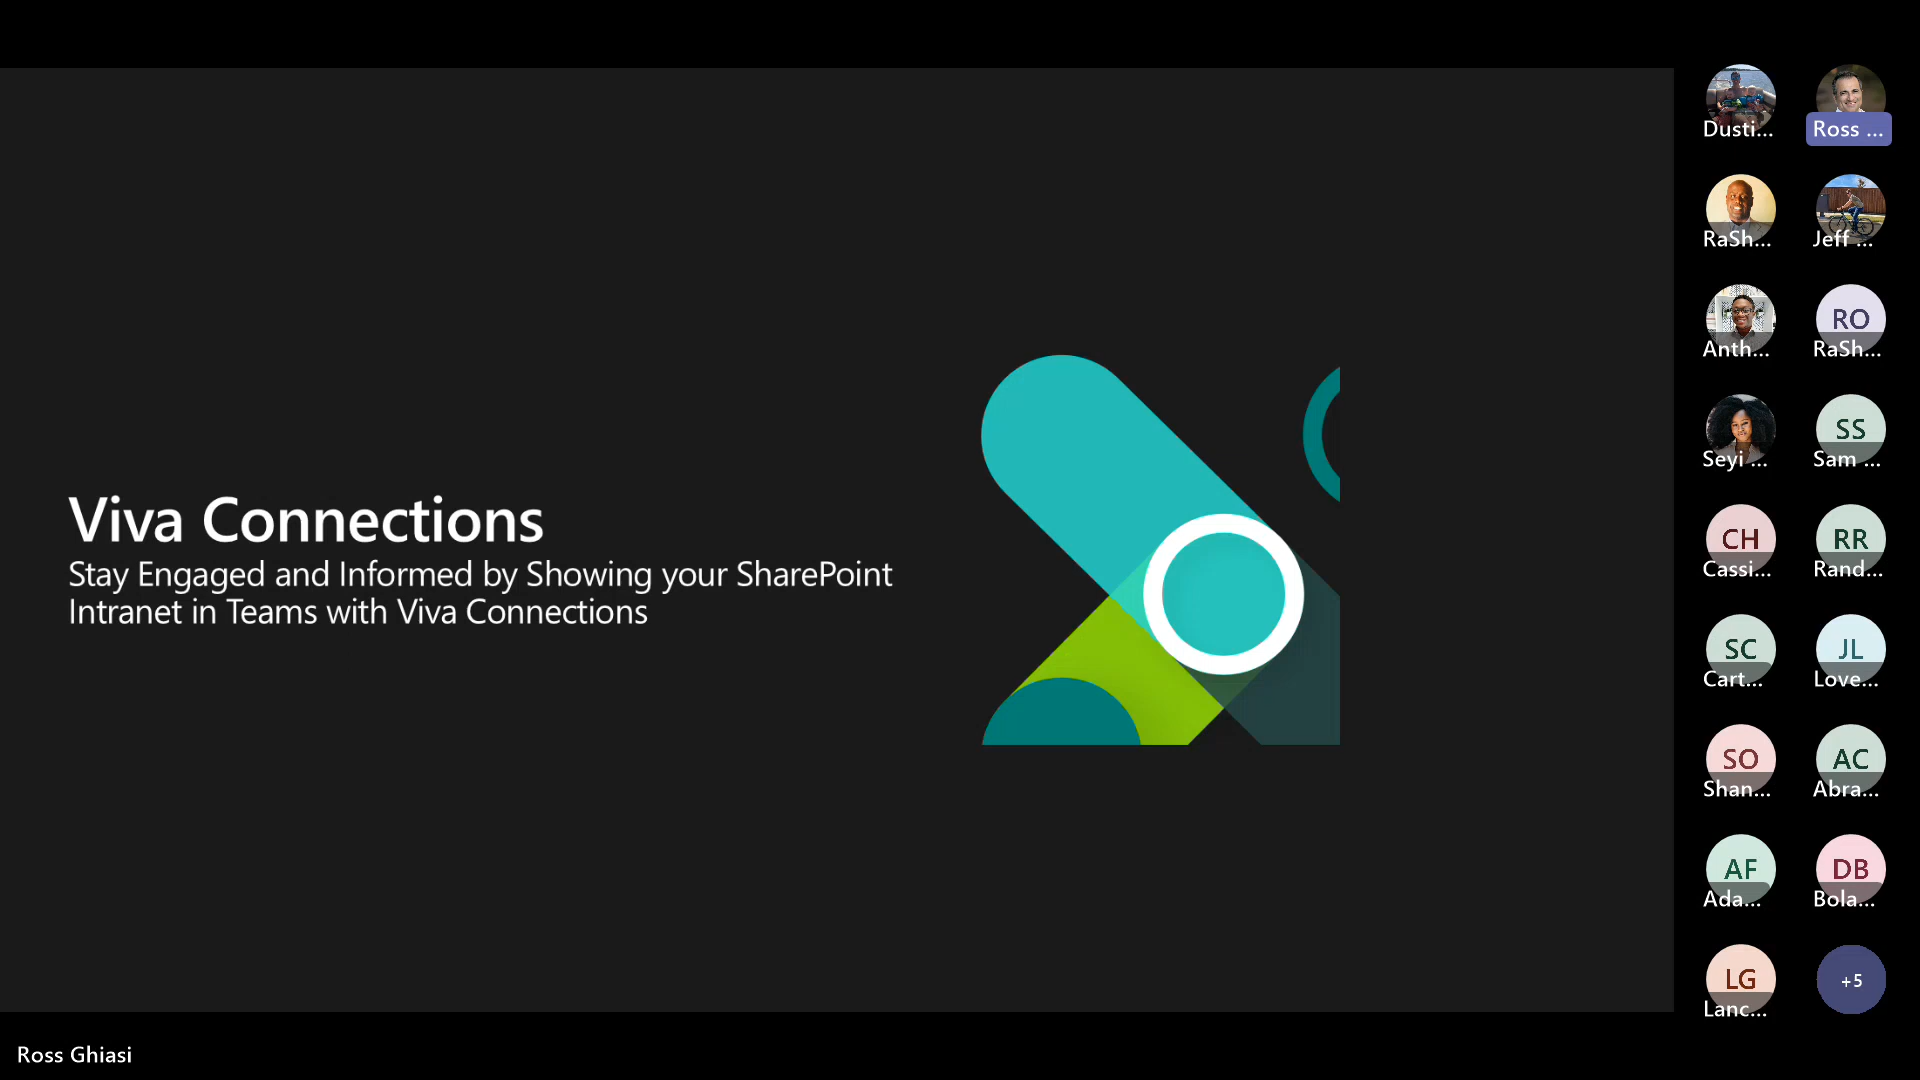 Viva Connections
Stay Engaged and Informed by Showing your SharePoint
Intranet in Teams with Viva Connections
Dusti...
Ross ...
RaSh...
Jeff ...
Anth...
RO
RaSh...
Seyi ...
SS
Sam ...
CH
Cassi...
RR
Rand...
SC
Cart...
JL
Love...
SO
Shan...
AC
Abra...
AF
Ada...
DB
Bola...
LG
Lanc...
+5
Ross Ghiasi